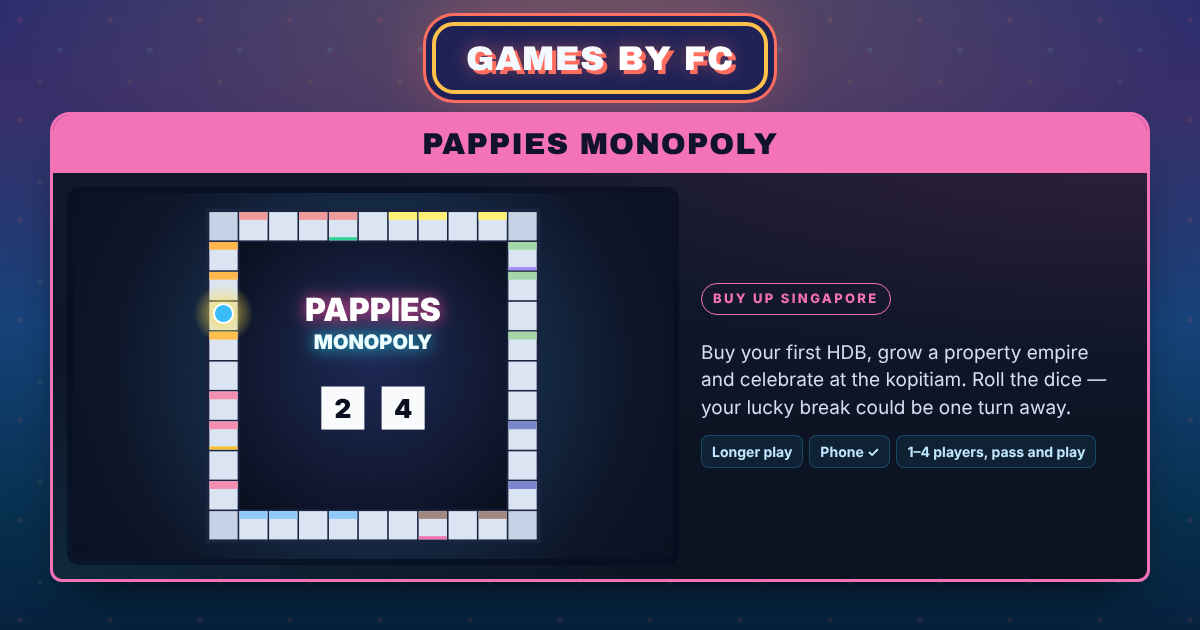 GAMES BY FC
PAPPIES MONOPOLY
PAPPIES
MONOPOLY
2 4
BUY UP SINGAPORE
Buy your first HDB, grow a property empire
and celebrate at the kopitiam. Roll the dice —
your lucky break could be one turn away.
Longer play Phone ✓ 1–4 players, pass and play